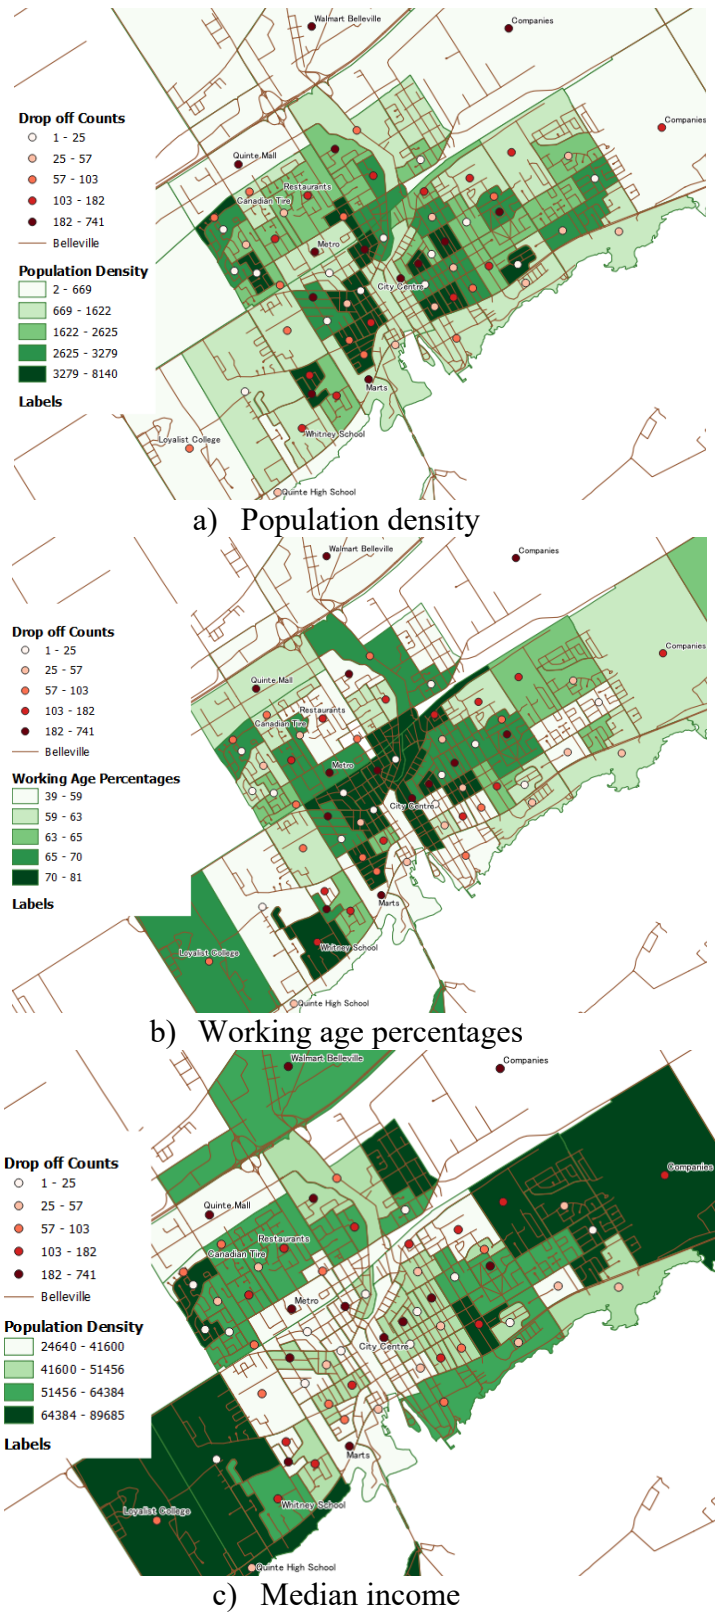 Walmart Belleville
Companies
Drop off Counts
1 - 25
25 - 57
57 - 103
103 - 182
182 - 741
Belleville
Population Density
2 - 669
669 - 1622
1622 - 2625
2625 - 3279
3279 - 8140
Labels
Companies
Quinte Mall
Restaurants
Canadian Tire
Metro
City Centre
Marts
Whitney School
Loyalist College
Quinte High School
a) Population density
Walmart Belleville
Companies
Drop off Counts
1 - 25
25 - 57
57 - 103
103 - 182
182 - 741
Belleville
Working Age Percentages
39 - 59
59 - 63
63 - 65
65 - 70
70 - 81
Labels
Companies
Quinte Mall
Restaurants
Canadian Tire
Metro
City Centre
Marts
Whitney School
Loyalist College
Quinte High School
b) Working age percentages
Walmart Belleville
Companies
Drop off Counts
1 - 25
25 - 57
57 - 103
103 - 182
182 - 741
Belleville
Population Density
24640 - 41600
41600 - 51456
51456 - 64384
64384 - 89685
Labels
Companies
Quinte Mall
Restaurants
Canadian Tire
Metro
City Centre
Marts
Whitney School
Loyalist College
Quinte High School
c) Median income